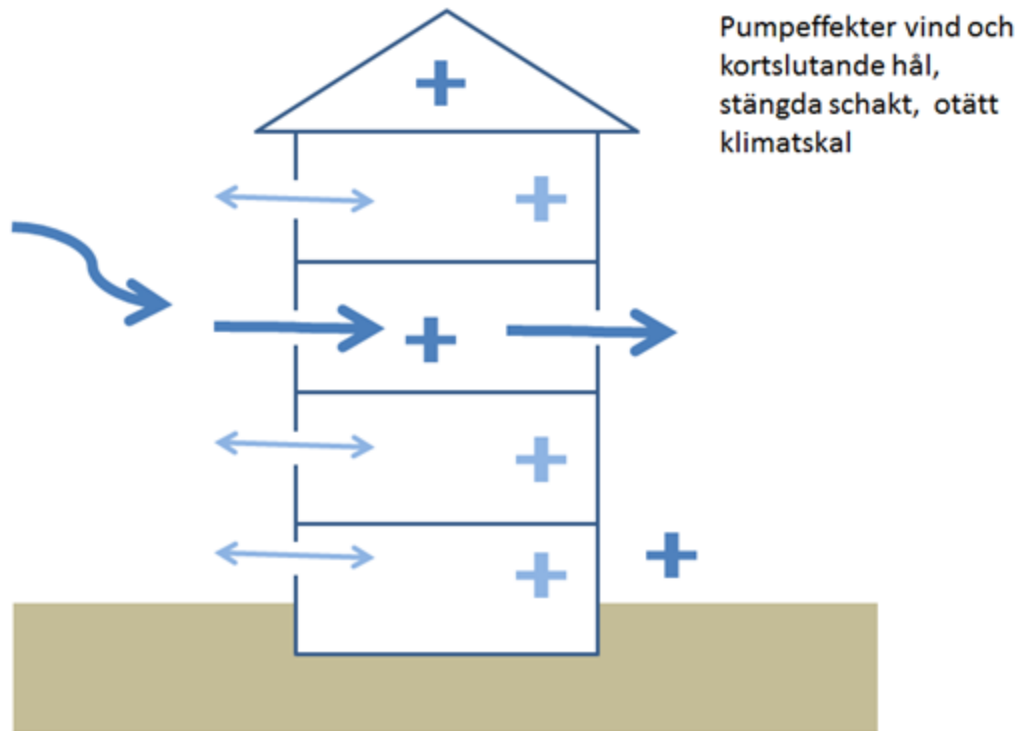 Pumpeffekter vind och
kortslutande hål,
stängda schakt, otätt
klimatskal